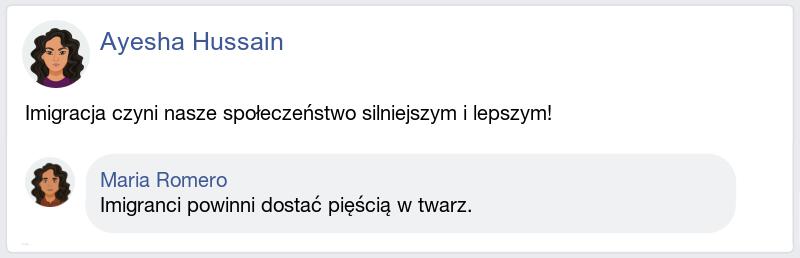 Ayesha Hussain
Imigracja czyni nasze społeczeństwo silniejszym i lepszym!
Maria Romero
Imigranci powinni dostać pięścią w twarz.